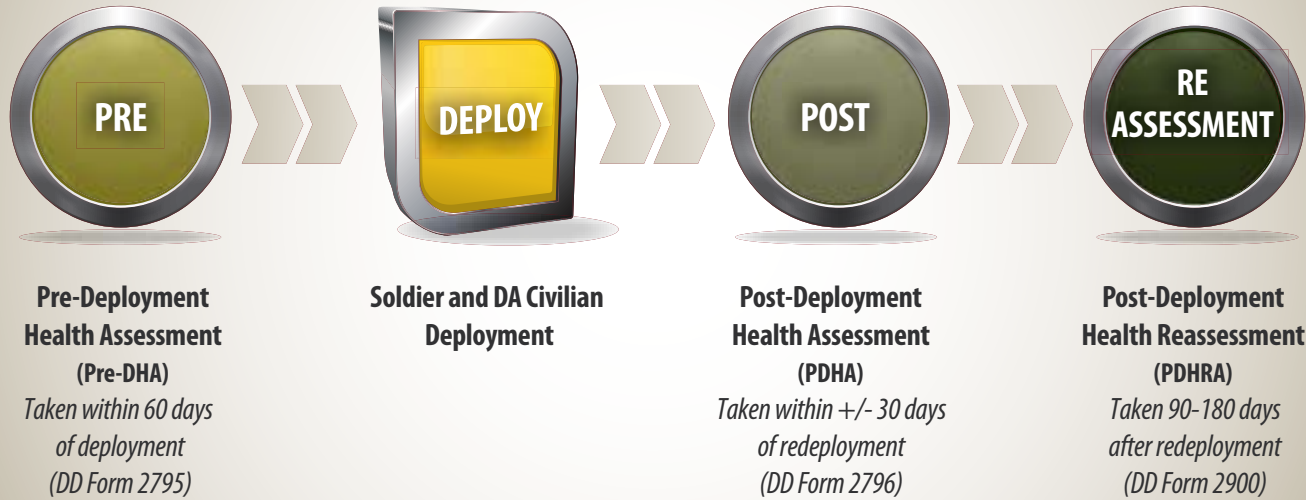 PRE
DEPLOY
POST
RE
ASSESSMENT
Pre-Deployment
Health Assessment
(Pre-DHA)
Taken within 60 days
of deployment
(DD Form 2795)
Soldier and DA Civilian
Deployment
Post-Deployment
Health Assessment
(PDHA)
Taken within +/- 30 days
of redeployment
(DD Form 2796)
Post-Deployment
Health Reassessment
(PDHRA)
Taken 90-180 days
after redeployment
(DD Form 2900)